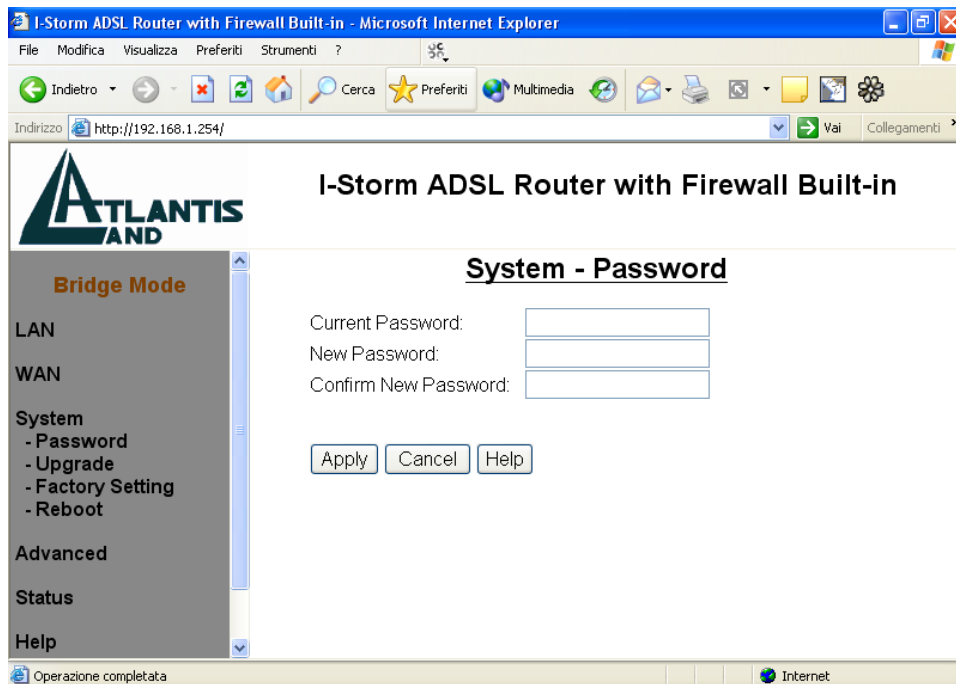 I-Storm ADSL Router with Firewall Built-in - Microsoft Internet Explorer
File Modifica Visualizza Preferiti Strumenti ?
Indietro Cerca Preferiti Multimedia
Indirizzo http://192.168.1.254/ Vai Collegamenti »
ATLANTIS
LAND
I-Storm ADSL Router with Firewall Built-in
Bridge Mode
LAN
WAN
System
- Password
- Upgrade
- Factory Setting
- Reboot
Advanced
Status
Help
System - Password
Current Password:
New Password:
Confirm New Password:
Apply Cancel Help
Operazione completata Internet